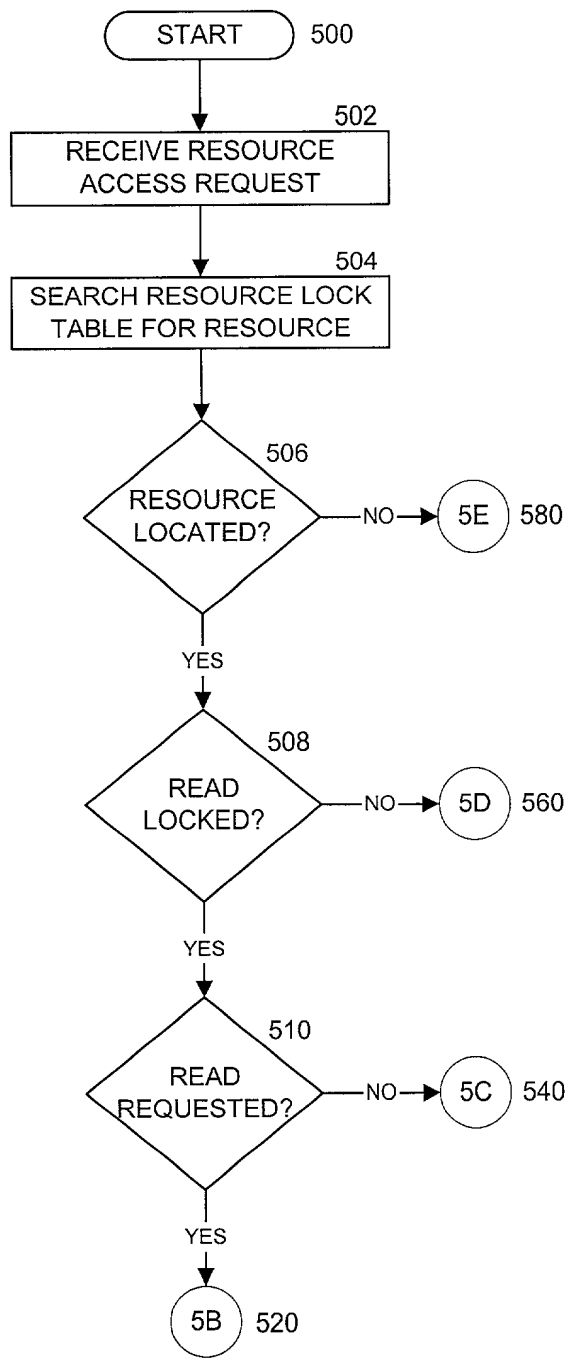 START 500
502
RECEIVE RESOURCE
ACCESS REQUEST
504
SEARCH RESOURCE LOCK
TABLE FOR RESOURCE
506
RESOURCE
LOCATED?
NO
5E 580
YES
508
READ
LOCKED?
NO
5D 560
YES
510
READ
REQUESTED?
NO
5C 540
YES
5B 520